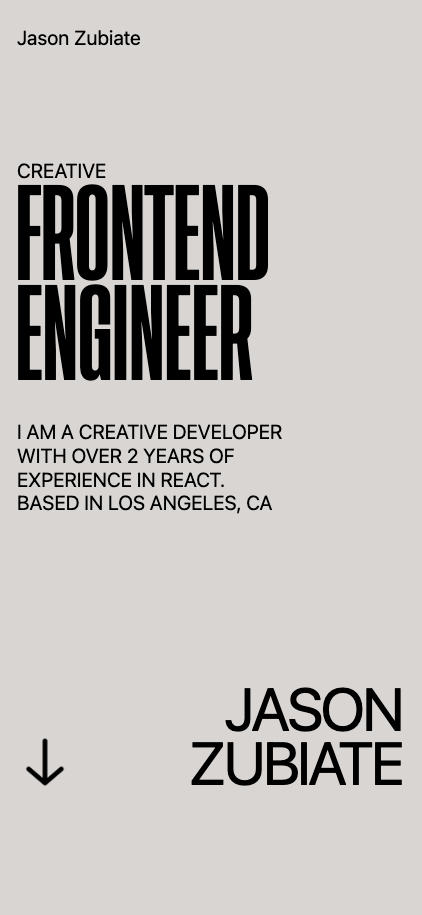 Jason Zubiate
CREATIVE
FRONTEND
ENGINEER
I AM A CREATIVE DEVELOPER
WITH OVER 2 YEARS OF
EXPERIENCE IN REACT.
BASED IN LOS ANGELES, CA
JASON
ZUBIATE